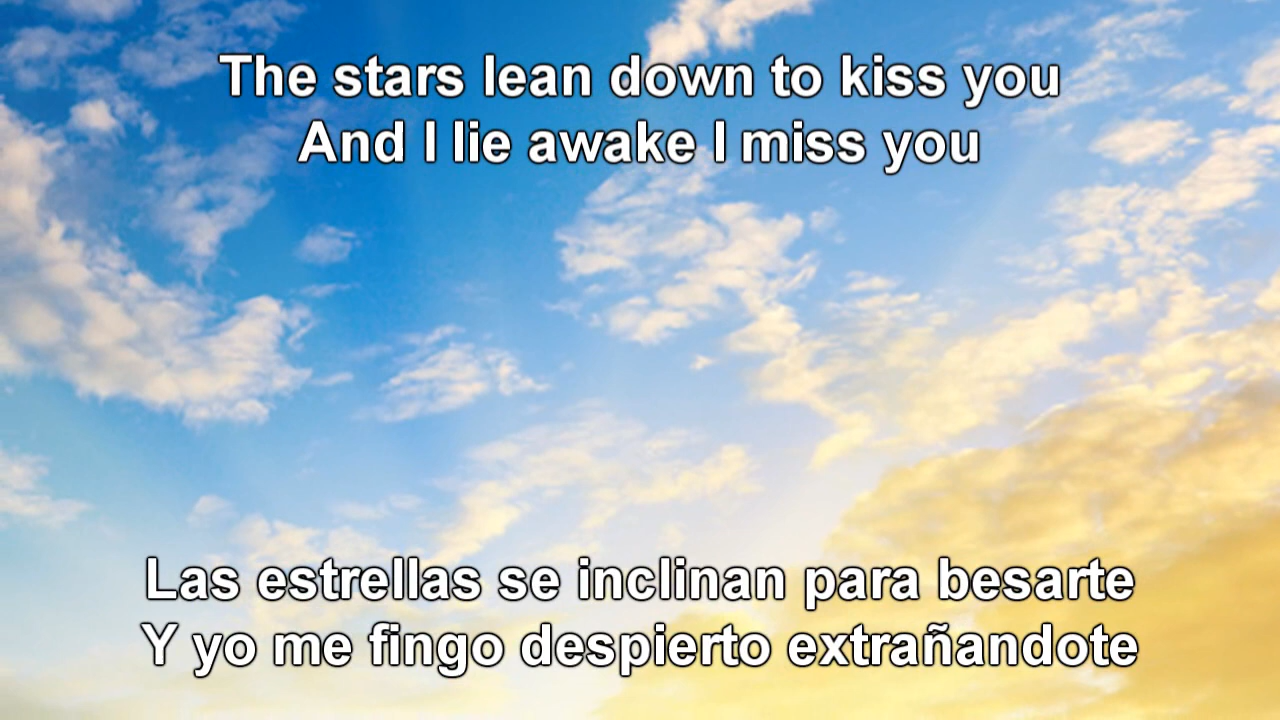 The stars lean down to kiss you
And I lie awake I miss you
Las estrellas se inclinan para besarte
Y yo me fingo despierto extrañandote